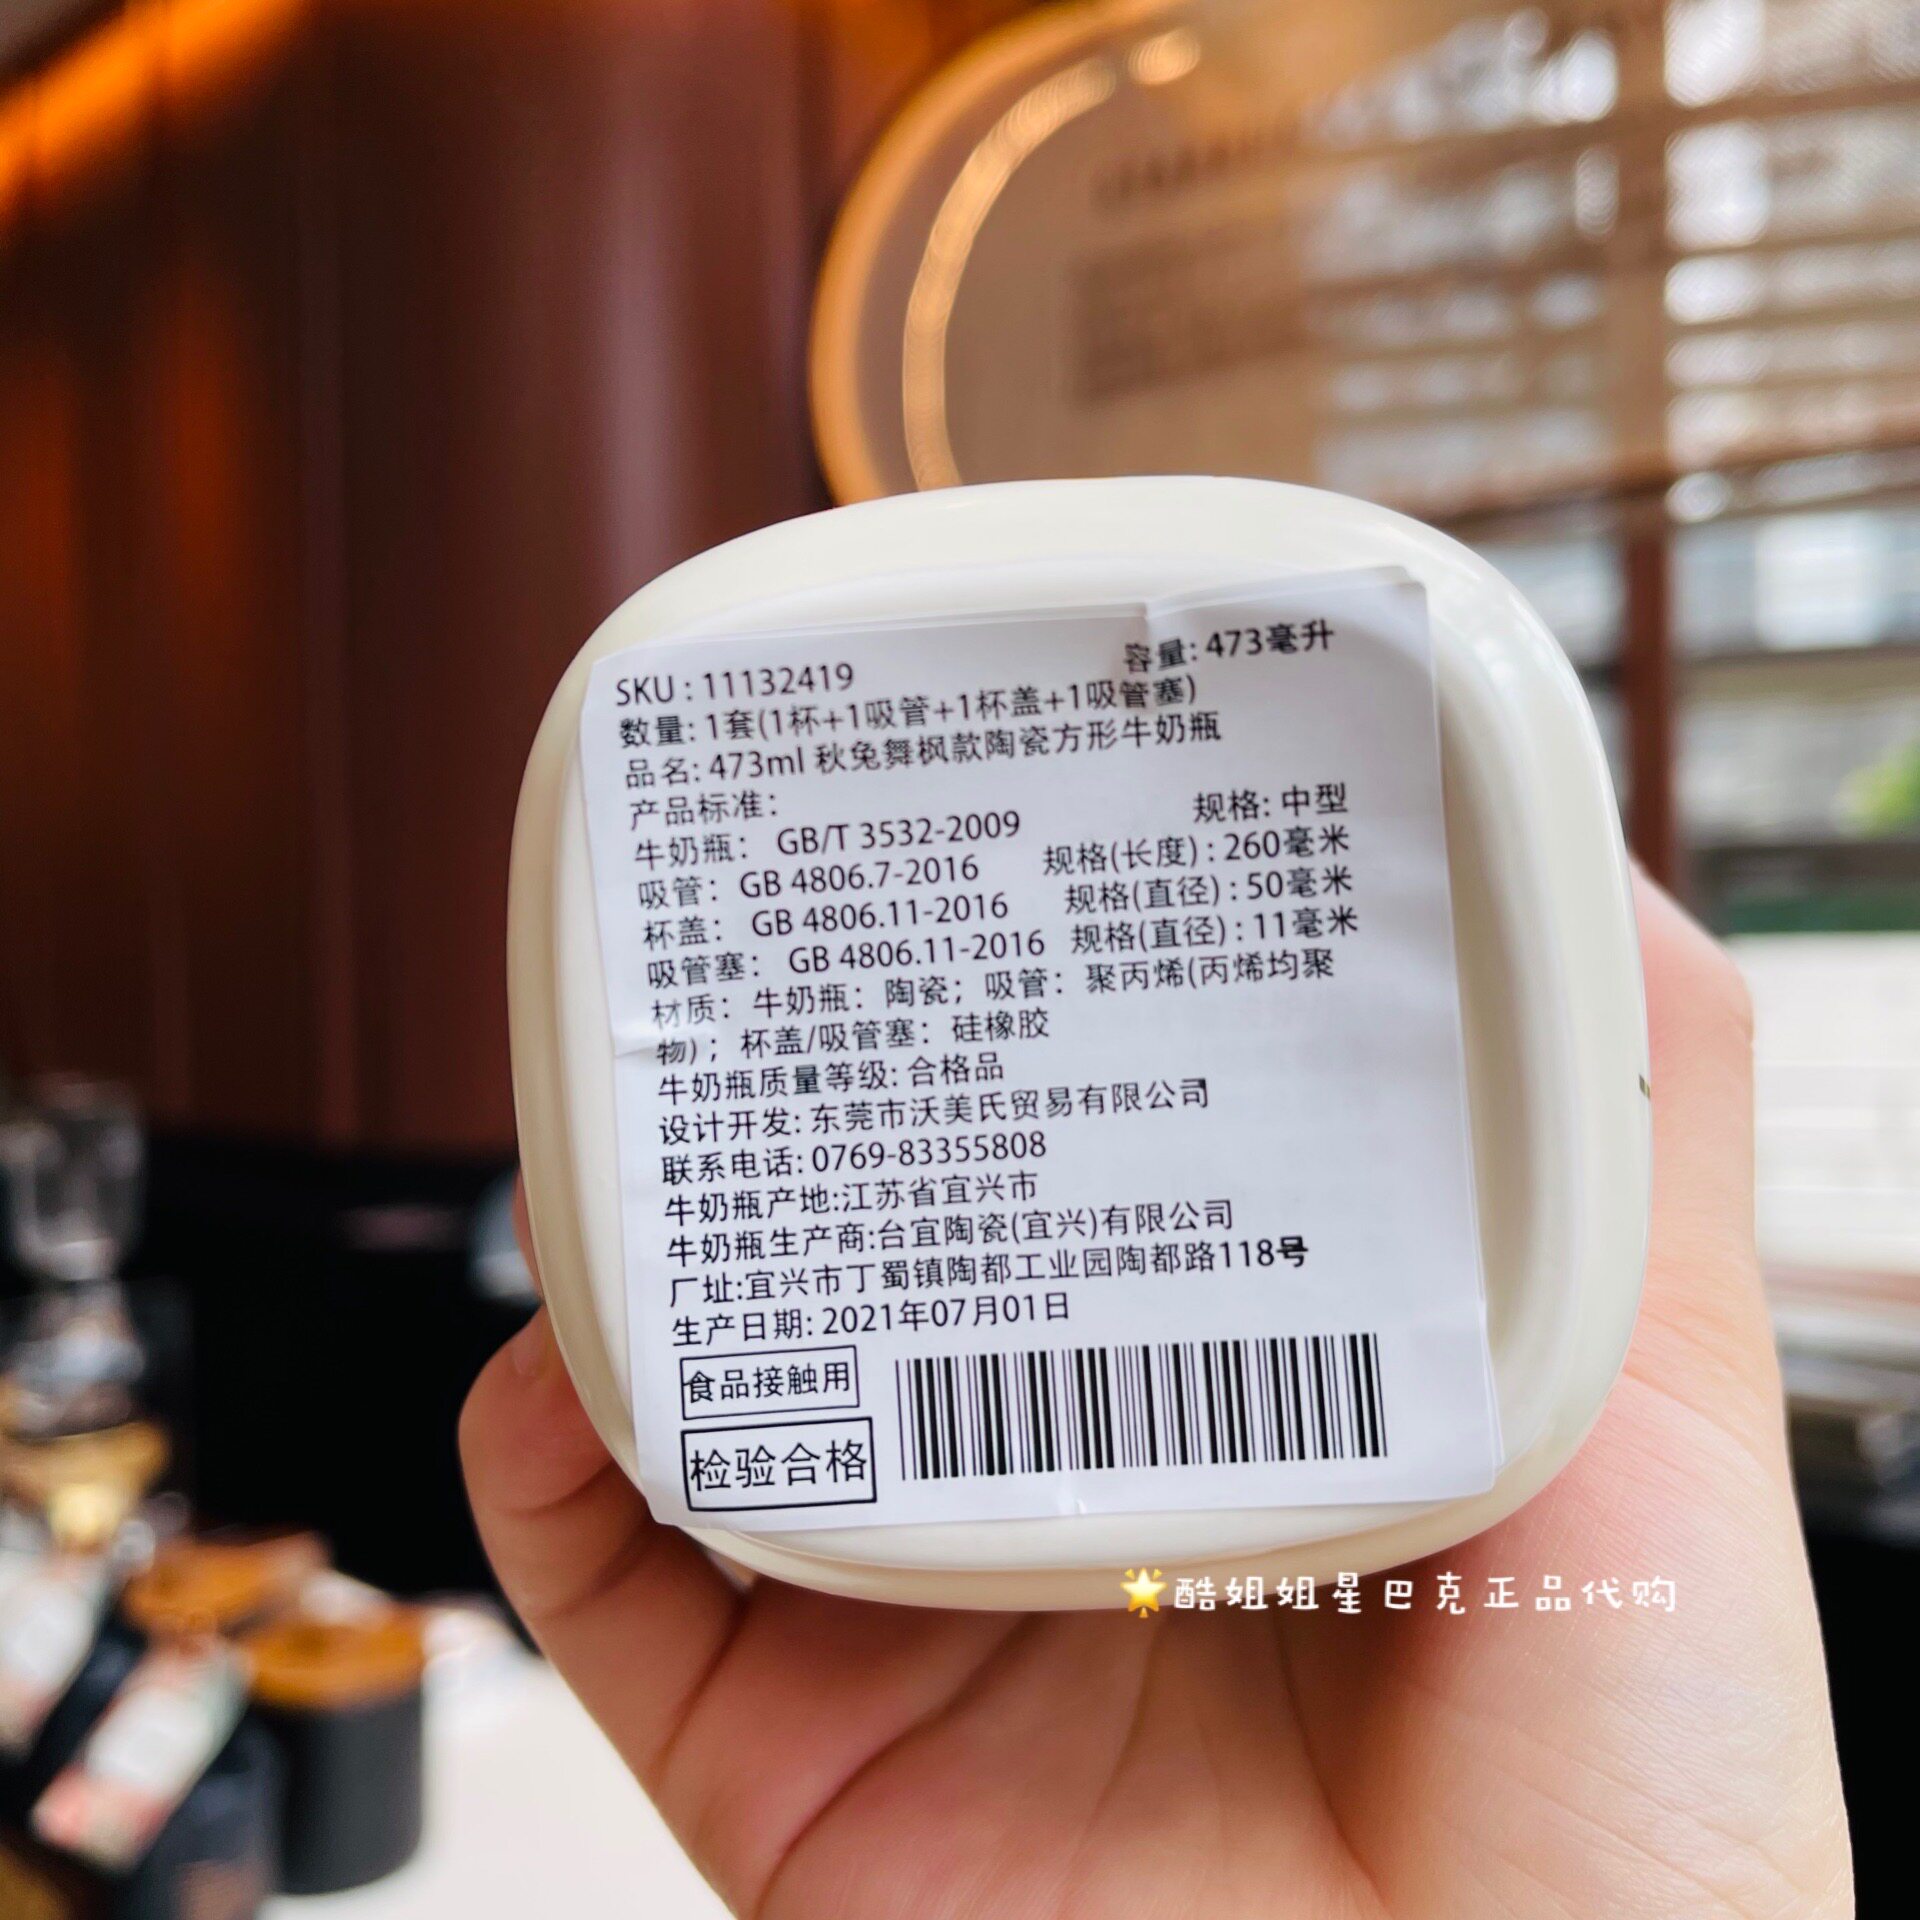 SKU : 11132419 容量: 473毫升
数量: 1套(1杯+1吸管+1杯盖+1吸管塞)
品名: 473ml 秋兔舞枫款陶瓷方形牛奶瓶
产品标准：
牛奶瓶： GB/T 3532-2009 规格: 中型
吸管： GB 4806.7-2016 规格(长度) : 260毫米
杯盖： GB 4806.11-2016 规格(直径) : 50毫米
吸管塞： GB 4806.11-2016 规格(直径) : 11毫米
材质：牛奶瓶：陶瓷；吸管：聚丙烯(丙烯均聚
物)；杯盖/吸管塞：硅橡胶
牛奶瓶质量等级: 合格品
设计开发: 东莞市沃美氏贸易有限公司
联系电话: 0769-83355808
牛奶瓶产地:江苏省宜兴市
牛奶瓶生产商:台宜陶瓷(宜兴)有限公司
厂址:宜兴市丁蜀镇陶都工业园陶都路118号
生产日期: 2021年07月01日
食品接触用
检验合格
酷姐姐星巴克正品代购